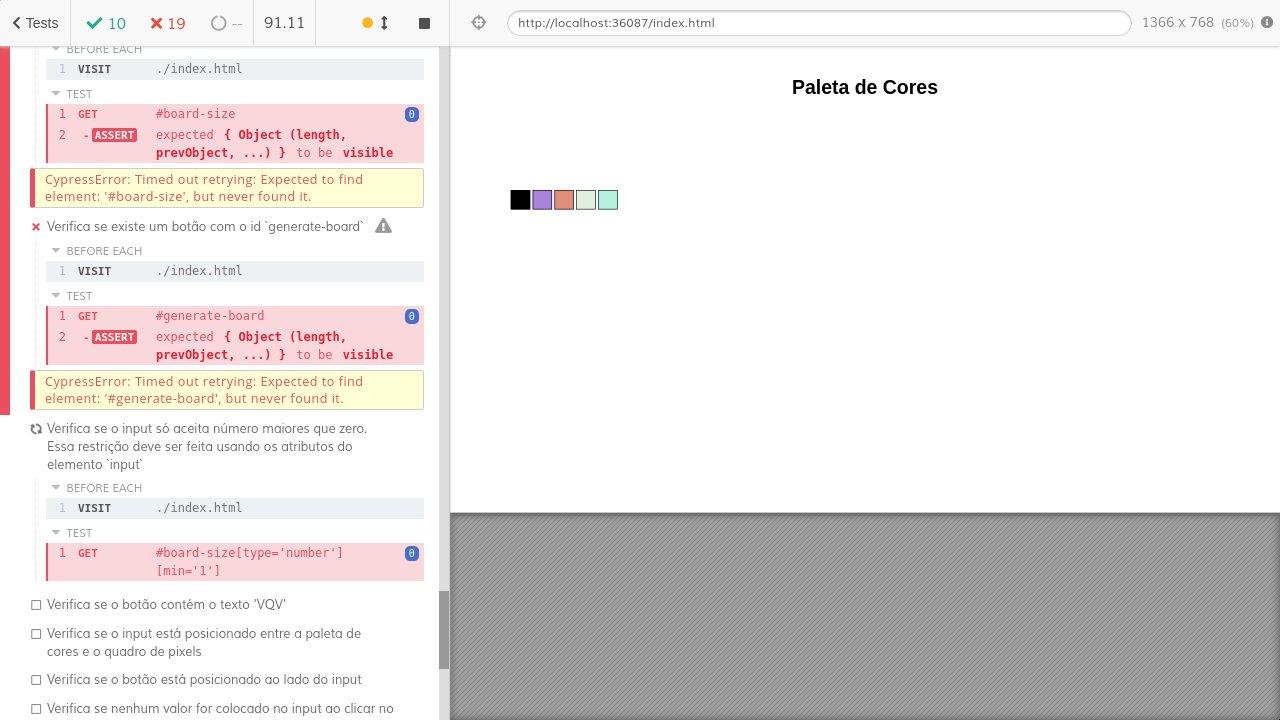 Tests
10
19
--
91.11
http://localhost:36087/index.html
1366 x 768 (60%)
BEFORE EACH
1 VISIT ./index.html
TEST
1 GET #board-size 0
2 - ASSERT expected { Object (length,
prevObject, ...) } to be visible
CypressError: Timed out retrying: Expected to find
element: '#board-size', but never found it.
Verifica se existe um botão com o id `generate-board`
BEFORE EACH
1 VISIT ./index.html
TEST
1 GET #generate-board 0
2 - ASSERT expected { Object (length,
prevObject, ...) } to be visible
CypressError: Timed out retrying: Expected to find
element: '#generate-board', but never found it.
Verifica se o input só aceita número maiores que zero.
Essa restrição deve ser feita usando os atributos do
elemento `input`
BEFORE EACH
1 VISIT ./index.html
TEST
1 GET #board-size[type='number'] 0
[min='1']
Verifica se o botão contém o texto 'VQV'
Verifica se o input está posicionado entre a paleta de
cores e o quadro de pixels
Verifica se o botão está posicionado ao lado do input
Verifica se nenhum valor for colocado no input ao clicar no
Paleta de Cores